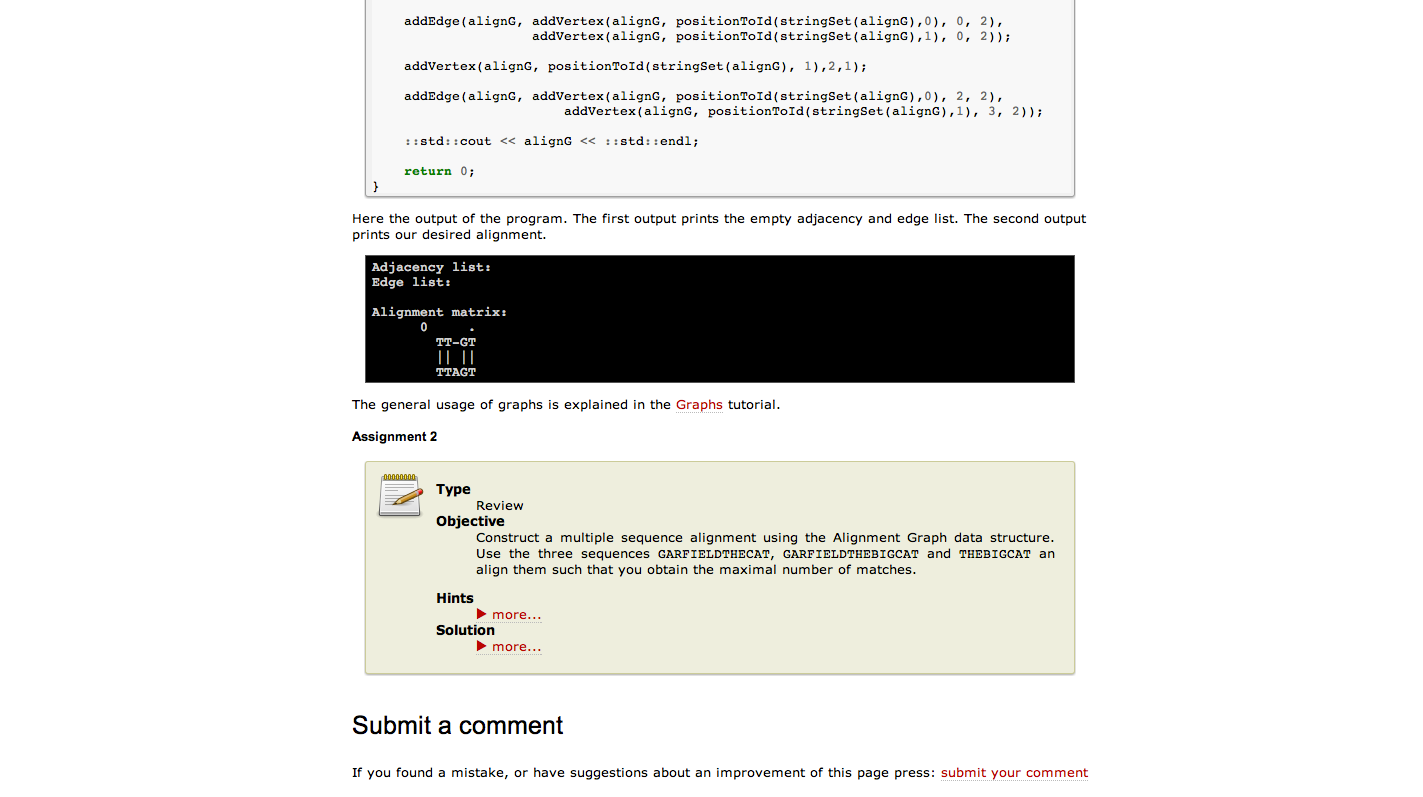 addEdge(alignG, addVertex(alignG, positionToId(stringSet(alignG),0), 0, 2),
addVertex(alignG, positionToId(stringSet(alignG),1), 0, 2));
addVertex(alignG, positionToId(stringSet(alignG), 1),2,1);
addEdge(alignG, addVertex(alignG, positionToId(stringSet(alignG),0), 2, 2),
addVertex(alignG, positionToId(stringSet(alignG),1), 3, 2));
::std::cout << alignG << ::std::endl;
return 0;
}
Here the output of the program. The first output prints the empty adjacency and edge list. The second output
prints our desired alignment.
Adjacency list:
Edge list:
Alignment matrix:
0 .
TT-GT
|| ||
TTAGT
The general usage of graphs is explained in the Graphs tutorial.
Assignment 2
Type
Review
Objective
Construct a multiple sequence alignment using the Alignment Graph data structure.
Use the three sequences GARFIELDTHECAT, GARFIELDTHEBIGCAT and THEBIGCAT an
align them such that you obtain the maximal number of matches.
Hints
▶ more...
Solution
▶ more...
Submit a comment
If you found a mistake, or have suggestions about an improvement of this page press: submit your comment